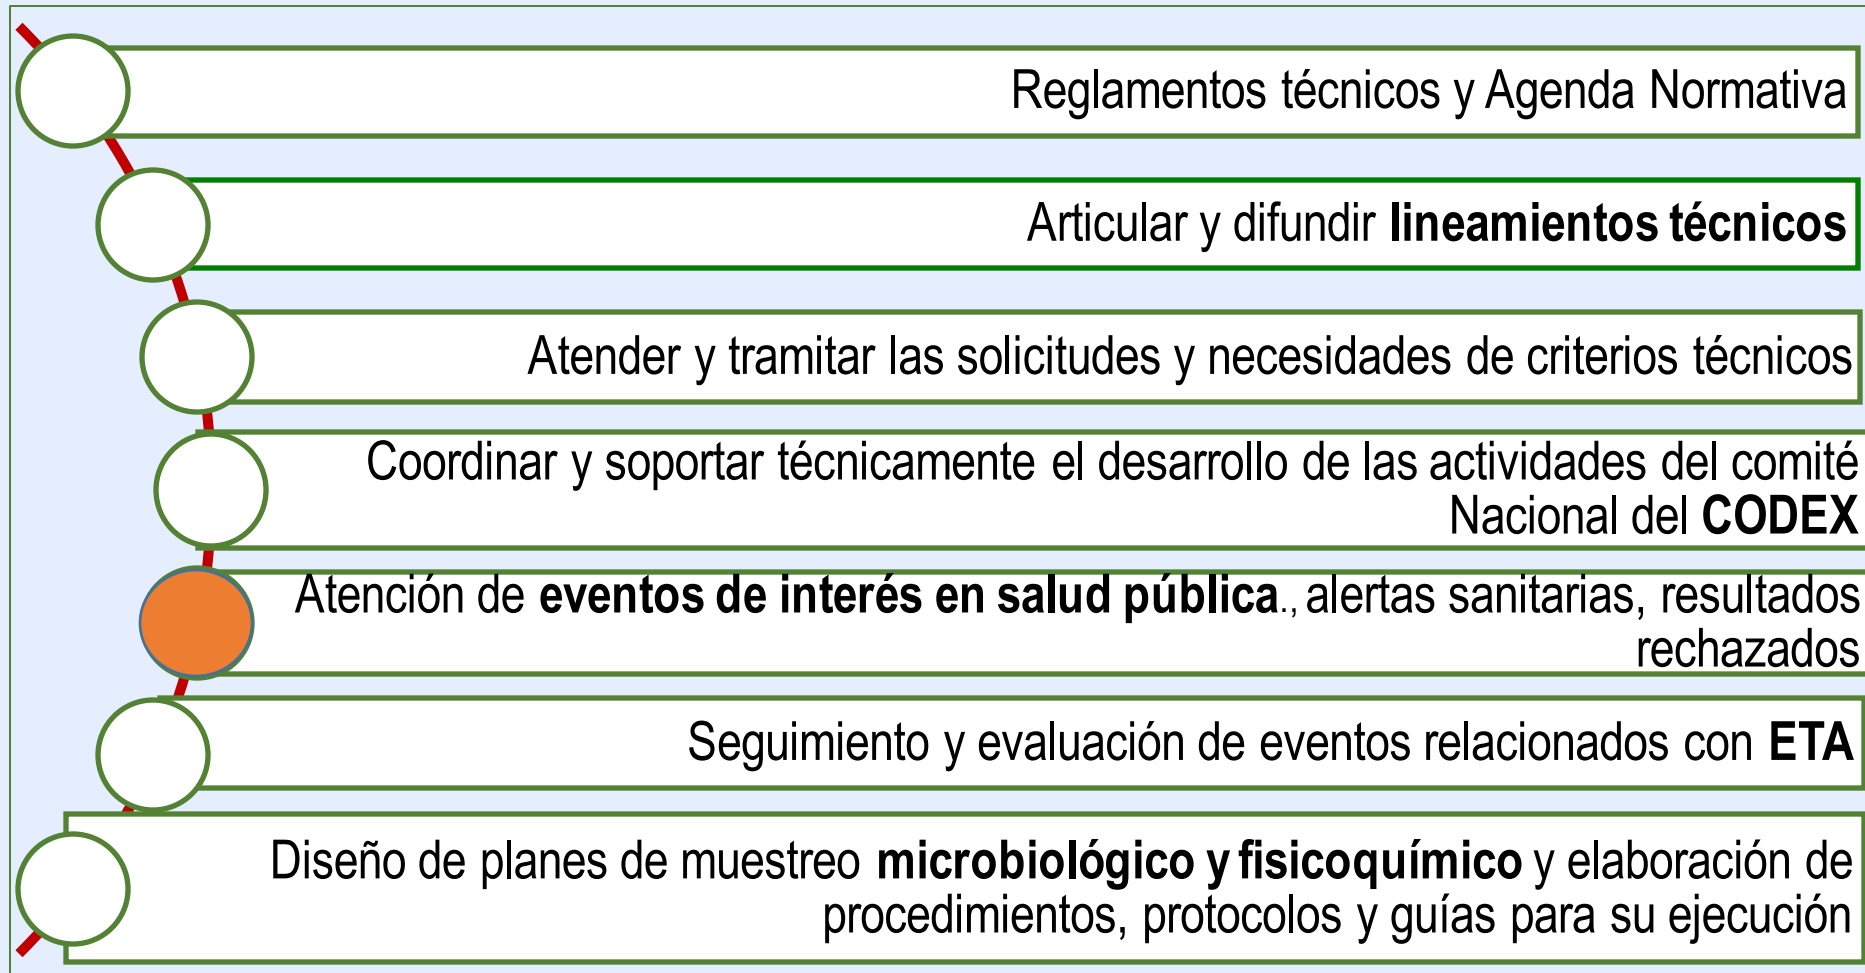 Reglamentos técnicos y Agenda Normativa
Articular y difundir lineamientos técnicos
Atender y tramitar las solicitudes y necesidades de criterios técnicos
Coordinar y soportar técnicamente el desarrollo de las actividades del comité
Nacional del CODEX
Atención de eventos de interés en salud pública., alertas sanitarias, resultados
rechazados
Seguimiento y evaluación de eventos relacionados con ETA
Diseño de planes de muestreo microbiológico y fisicoquímico y elaboración de
procedimientos, protocolos y guías para su ejecución